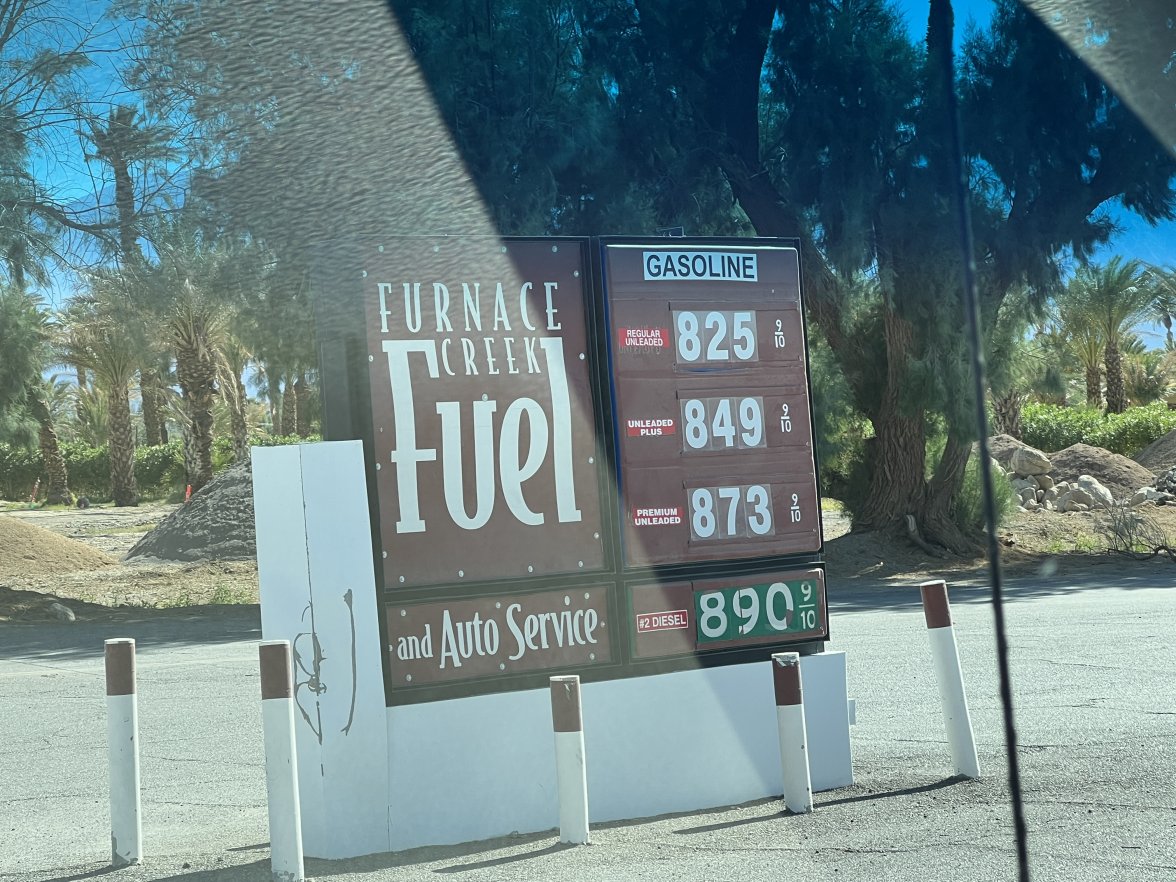 FURNACE
CREEK
Fuel
and Auto Service
GASOLINE
REGULAR
UNLEADED
825 9/10
UNLEADED
PLUS
849 9/10
PREMIUM
UNLEADED
873 9/10
#2 DIESEL
890 9/10